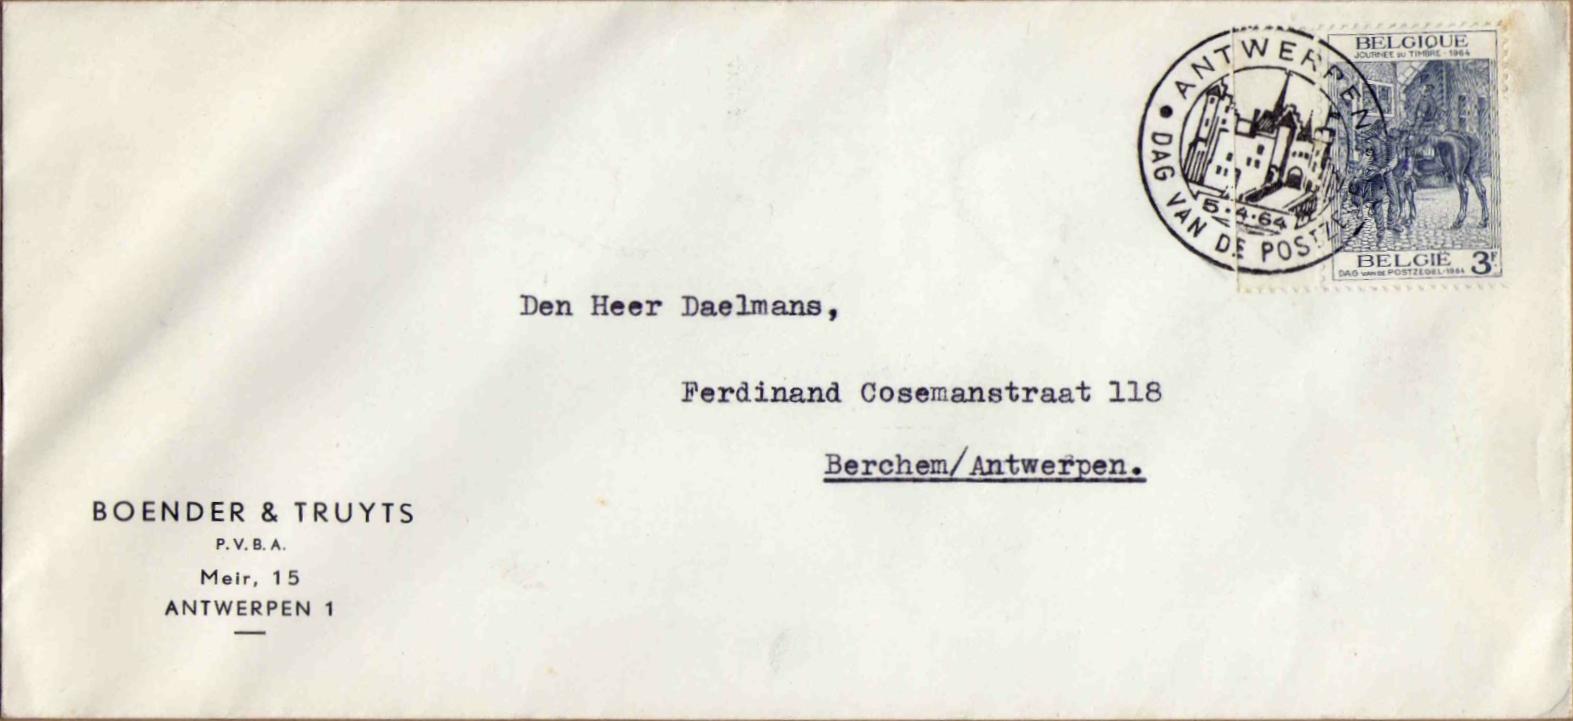 ANTWERPEN
5·4·64
DAG VAN DE POSTZE
BELGIQUE
JOURNEE DU TIMBRE - 1964
BELGIË 3F
DAG VAN DE POSTZEGEL - 1964
Den Heer Daelmans,
Ferdinand Cosemanstraat 118
Berchem/Antwerpen.
BOENDER & TRUYTS
P.V.B.A.
Meir, 15
ANTWERPEN 1